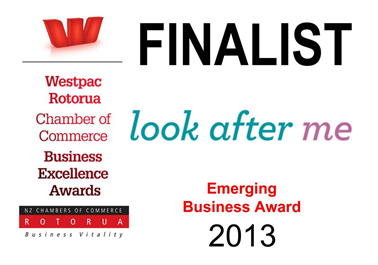 FINALIST
Westpac
Rotorua
Chamber of
Commerce
Business
Excellence
Awards
NZ CHAMBERS OF COMMERCE
ROTORUA
Business Vitality
look after me
Emerging
Business Award
2013